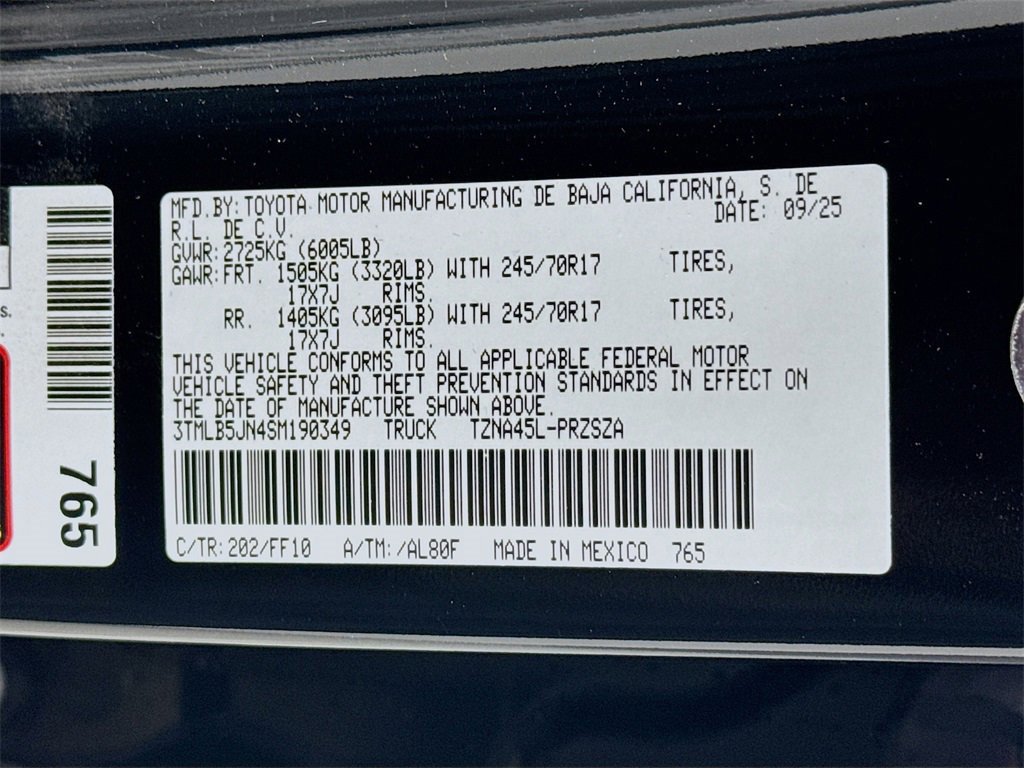 MFD.BY:TOYOTA MOTOR MANUFACTURING DE BAJA CALIFORNIA, S. DE
R.L. DE C.V. DATE: 09/25
GVWR:2725KG (6005LB)
GAWR:FRT. 1505KG (3320LB) WITH 245/70R17 TIRES,
17X7J RIMS.
RR. 1405KG (3095LB) WITH 245/70R17 TIRES,
17X7J RIMS.
THIS VEHICLE CONFORMS TO ALL APPLICABLE FEDERAL MOTOR
VEHICLE SAFETY AND THEFT PREVENTION STANDARDS IN EFFECT ON
THE DATE OF MANUFACTURE SHOWN ABOVE.
3TMLB5JN4SM190349 TRUCK TZNA45L-PRZSZA
C/TR:202/FF10 A/TM:/AL80F MADE IN MEXICO 765
765